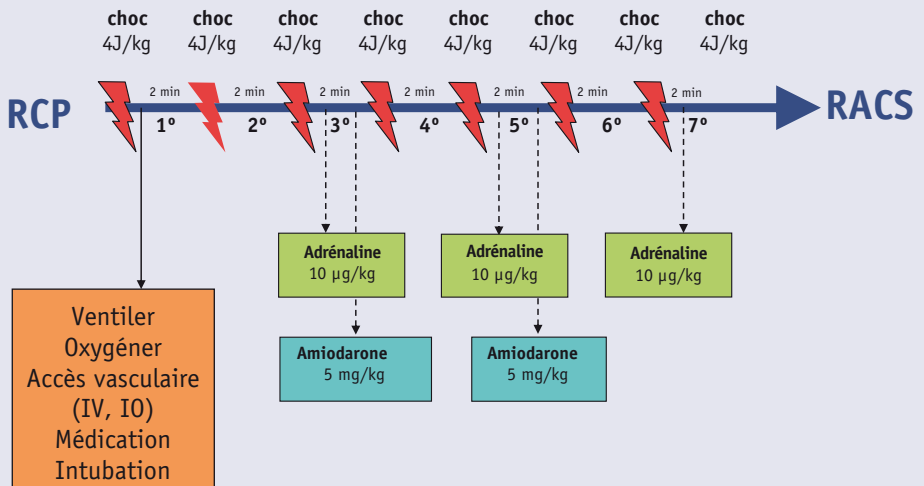 choc choc choc choc choc choc choc choc
4J/kg 4J/kg 4J/kg 4J/kg 4J/kg 4J/kg 4J/kg 4J/kg
2 min 2 min 2 min 2 min 2 min 2 min 2 min
RCP RACS
1º 2º 3º 4º 5º 6º 7º
Adrénaline Adrénaline Adrénaline
10 µg/kg 10 µg/kg 10 µg/kg
Ventiler
Oxygéner
Accès vasculaire
(IV, IO)
Médication
Intubation
Amiodarone Amiodarone
5 mg/kg 5 mg/kg